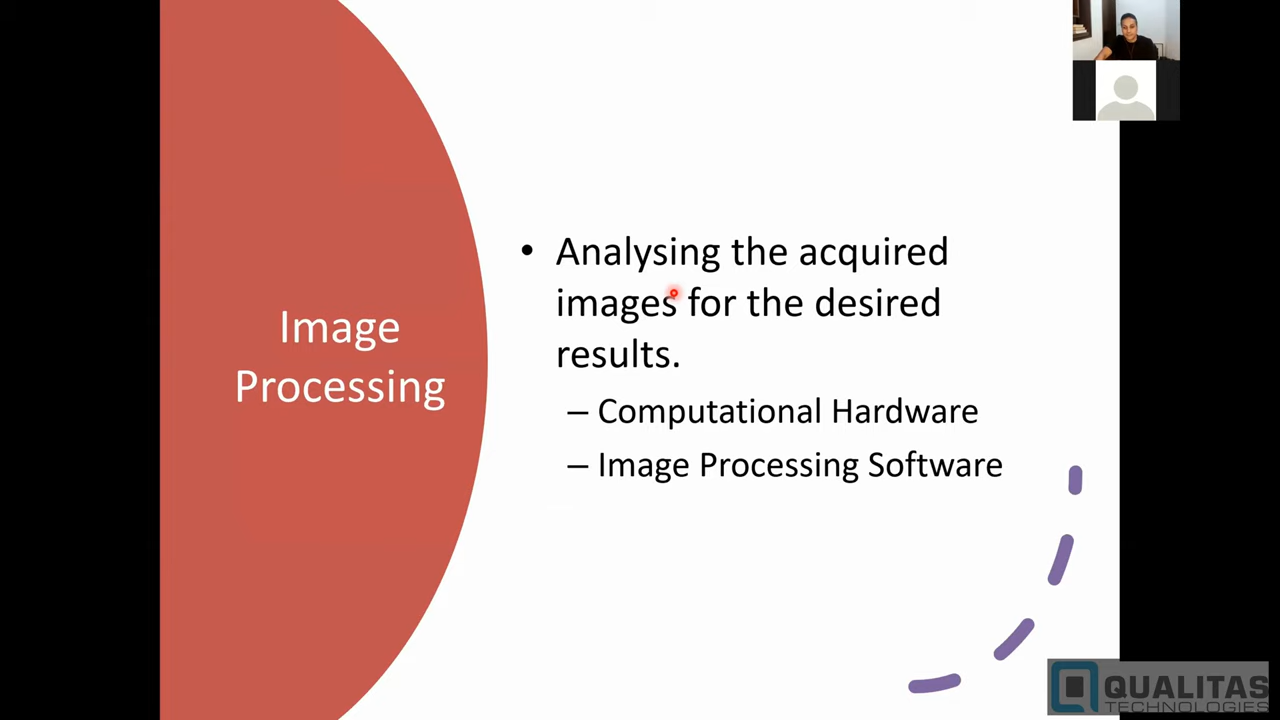 Image
Processing
• Analysing the acquired
images for the desired
results.
– Computational Hardware
– Image Processing Software
QUALITAS
TECHNOLOGIES